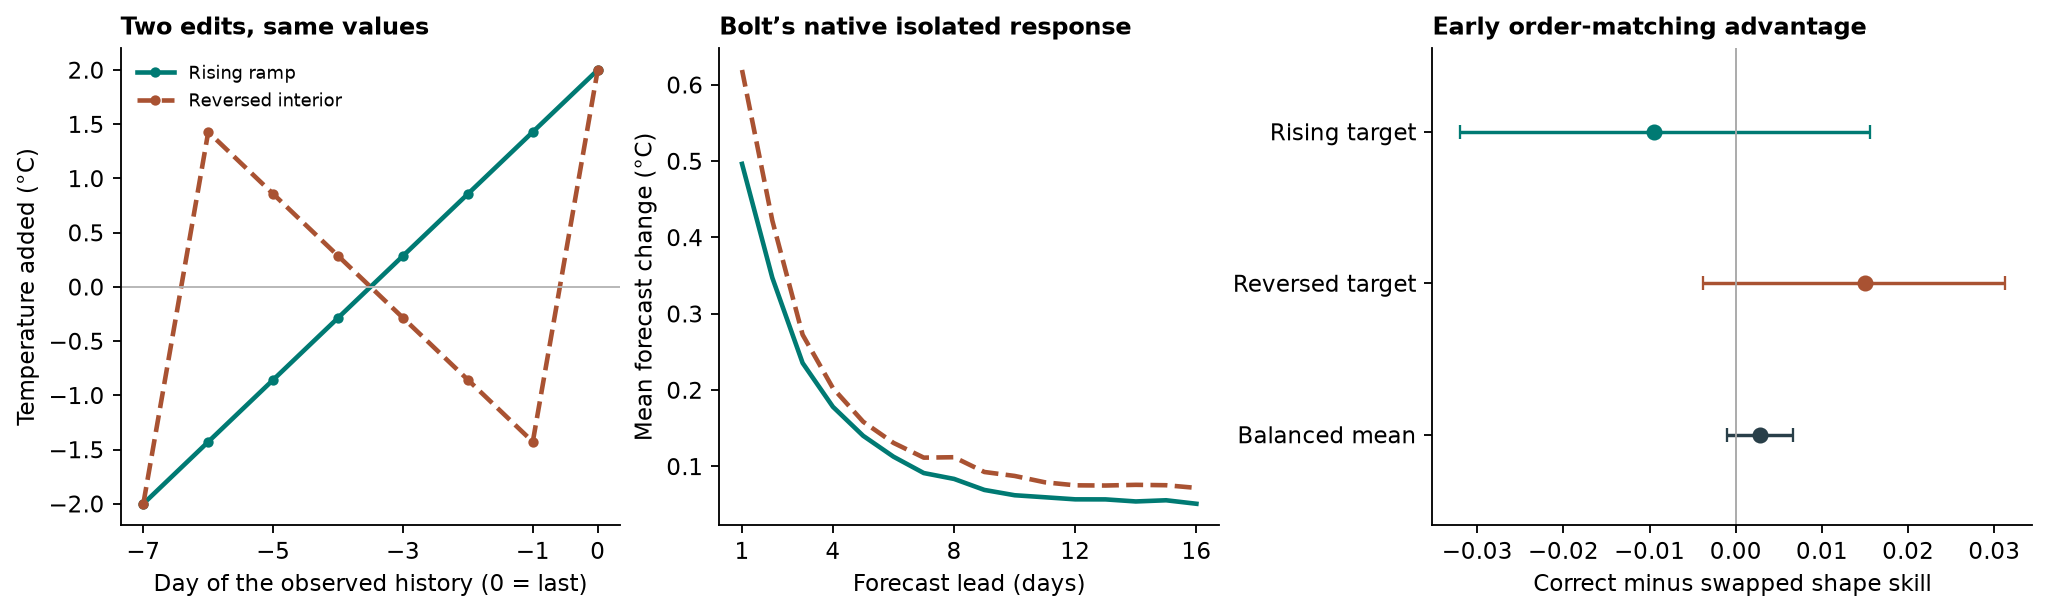 Two edits, same values
Rising ramp
Reversed interior
Temperature added (°C)
2.0
1.5
1.0
0.5
0.0
−0.5
−1.0
−1.5
−2.0
−7
−5
−3
−1
0
Day of the observed history (0 = last)
Bolt’s native isolated response
Mean forecast change (°C)
0.6
0.5
0.4
0.3
0.2
0.1
1
4
8
12
16
Forecast lead (days)
Early order-matching advantage
Rising target
Reversed target
Balanced mean
−0.03
−0.02
−0.01
0.00
0.01
0.02
0.03
Correct minus swapped shape skill